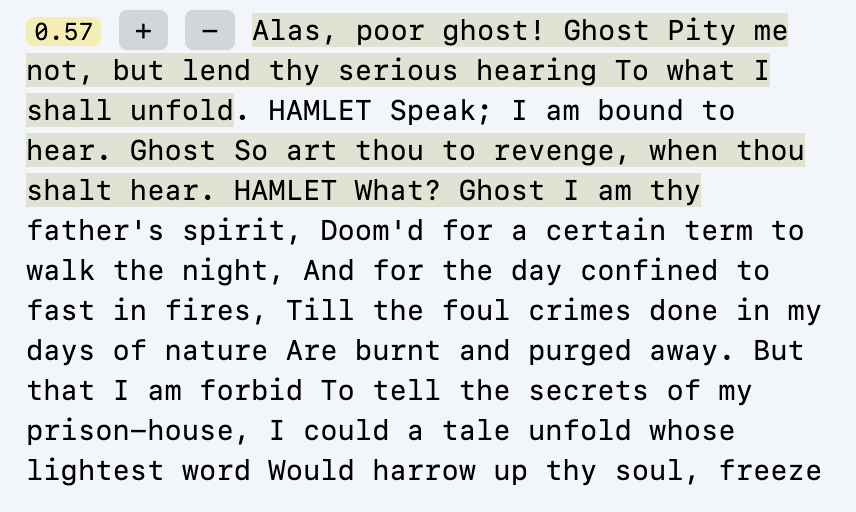 0.57 + − Alas, poor ghost! Ghost Pity me
not, but lend thy serious hearing To what I
shall unfold. HAMLET Speak; I am bound to
hear. Ghost So art thou to revenge, when thou
shalt hear. HAMLET What? Ghost I am thy
father's spirit, Doom'd for a certain term to
walk the night, And for the day confined to
fast in fires, Till the foul crimes done in my
days of nature Are burnt and purged away. But
that I am forbid To tell the secrets of my
prison–house, I could a tale unfold whose
lightest word Would harrow up thy soul, freeze